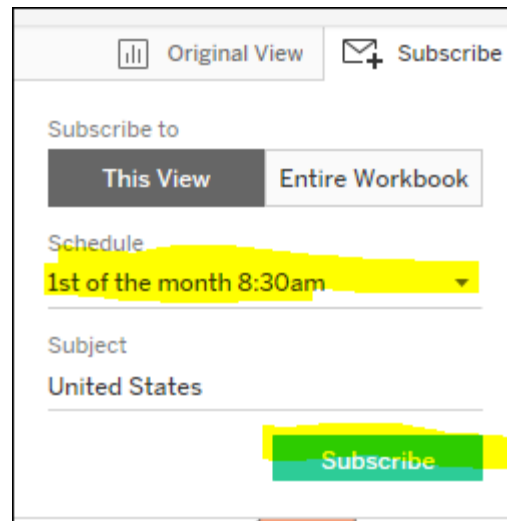 Original View Subscribe
Subscribe to
This View Entire Workbook
Schedule
1st of the month 8:30am
Subject
United States
Subscribe